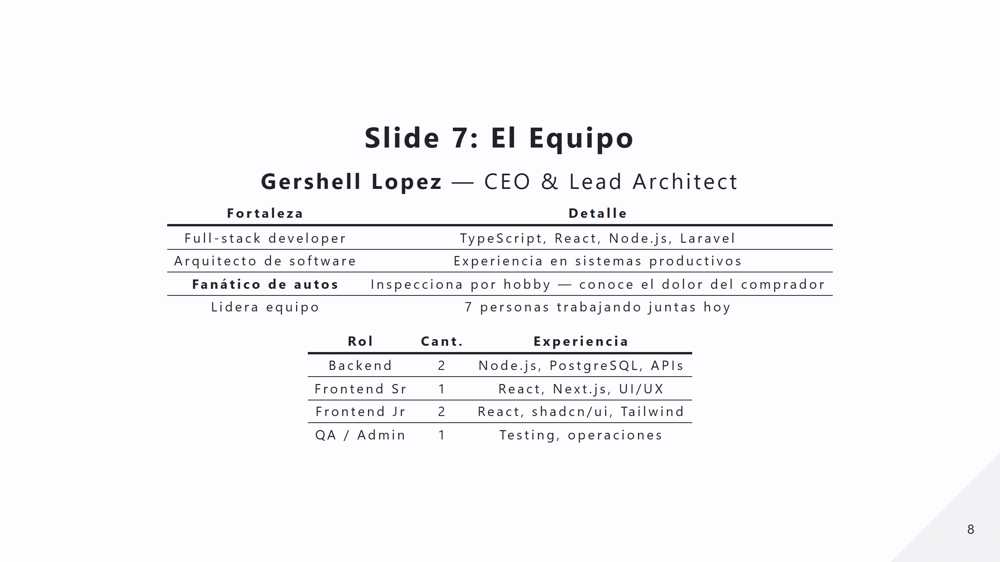 Slide 7: El Equipo
Gershell Lopez — CEO & Lead Architect
Fortaleza Detalle
Full-stack developer TypeScript, React, Node.js, Laravel
Arquitecto de software Experiencia en sistemas productivos
Fanático de autos Inspecciona por hobby — conoce el dolor del comprador
Lidera equipo 7 personas trabajando juntas hoy
Rol Cant. Experiencia
Backend 2 Node.js, PostgreSQL, APIs
Frontend Sr 1 React, Next.js, UI/UX
Frontend Jr 2 React, shadcn/ui, Tailwind
QA / Admin 1 Testing, operaciones
8